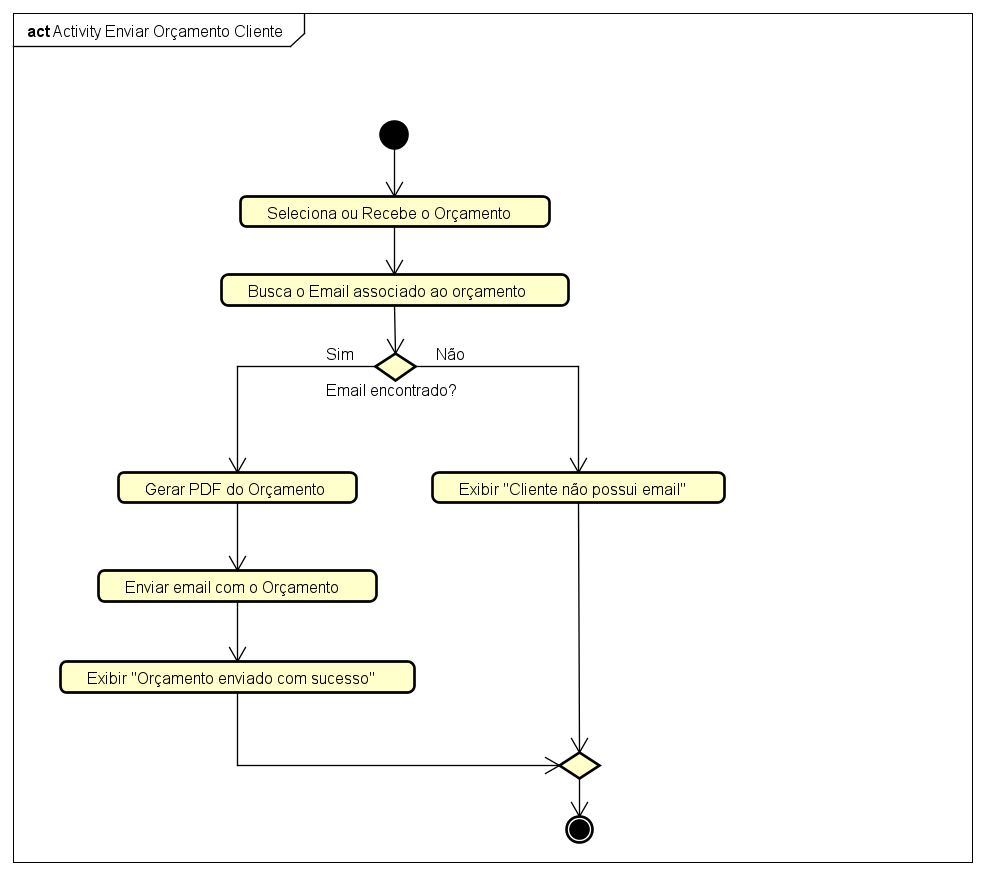 act Activity Enviar Orçamento Cliente
Seleciona ou Recebe o Orçamento
Busca o Email associado ao orçamento
Sim
Não
Email encontrado?
Gerar PDF do Orçamento
Exibir "Cliente não possui email"
Enviar email com o Orçamento
Exibir "Orçamento enviado com sucesso"